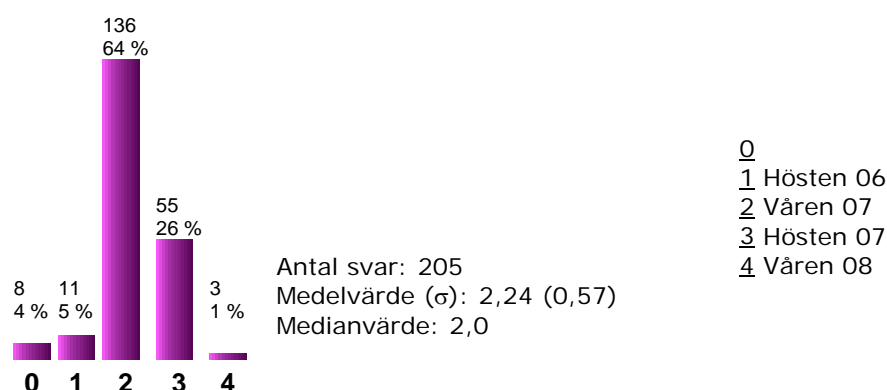 136
64 %
55
26 %
8
4 %
11
5 %
3
1 %
0 1 2 3 4
Antal svar: 205
Medelvärde (σ): 2,24 (0,57)
Medianvärde: 2,0
0
1 Hösten 06
2 Våren 07
3 Hösten 07
4 Våren 08